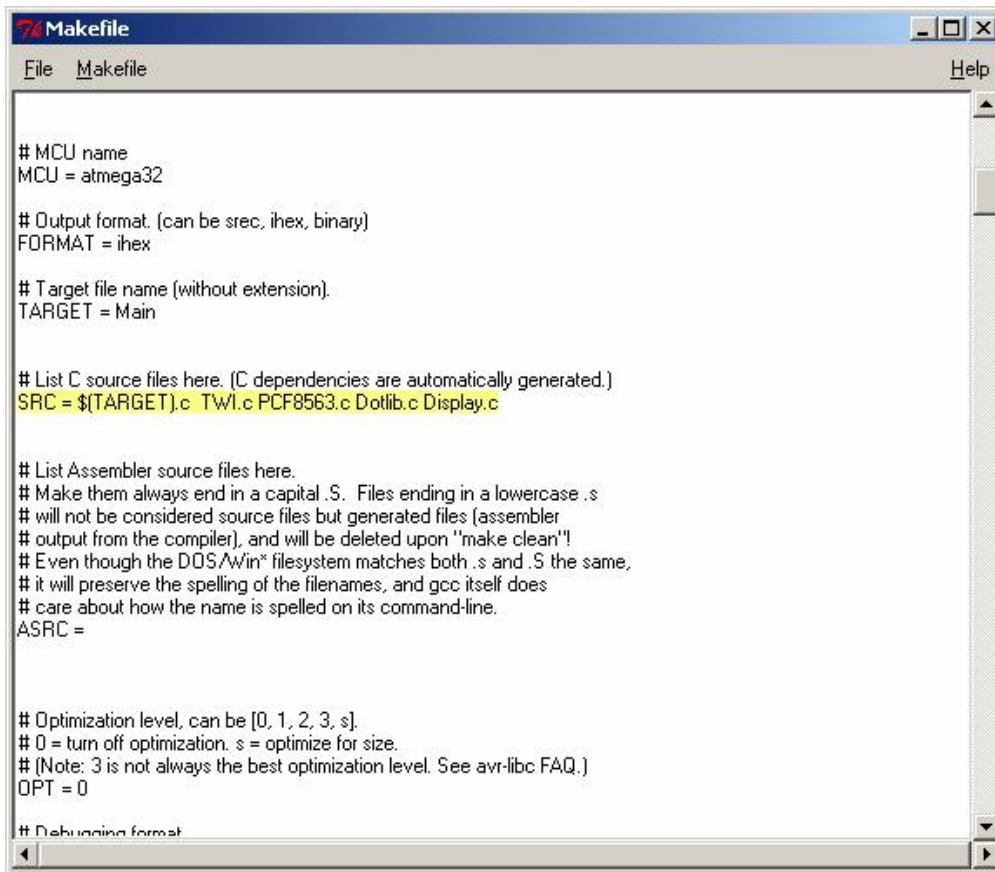 Makefile
File Makefile Help
# MCU name
MCU = atmega32
# Output format. (can be srec, ihex, binary)
FORMAT = ihex
# Target file name (without extension).
TARGET = Main
# List C source files here. (C dependencies are automatically generated.)
SRC = $(TARGET).c  TWI.c PCF8563.c Dotlib.c Display.c
# List Assembler source files here.
# Make them always end in a capital .S.  Files ending in a lowercase .s
# will not be considered source files but generated files (assembler
# output from the compiler), and will be deleted upon "make clean"!
# Even though the DOS/Win* filesystem matches both .s and .S the same,
# it will preserve the spelling of the filenames, and gcc itself does
# care about how the name is spelled on its command-line.
ASRC =
# Optimization level, can be [0, 1, 2, 3, s].
# 0 = turn off optimization. s = optimize for size.
# (Note: 3 is not always the best optimization level. See avr-libc FAQ.)
OPT = 0
# Debugging format